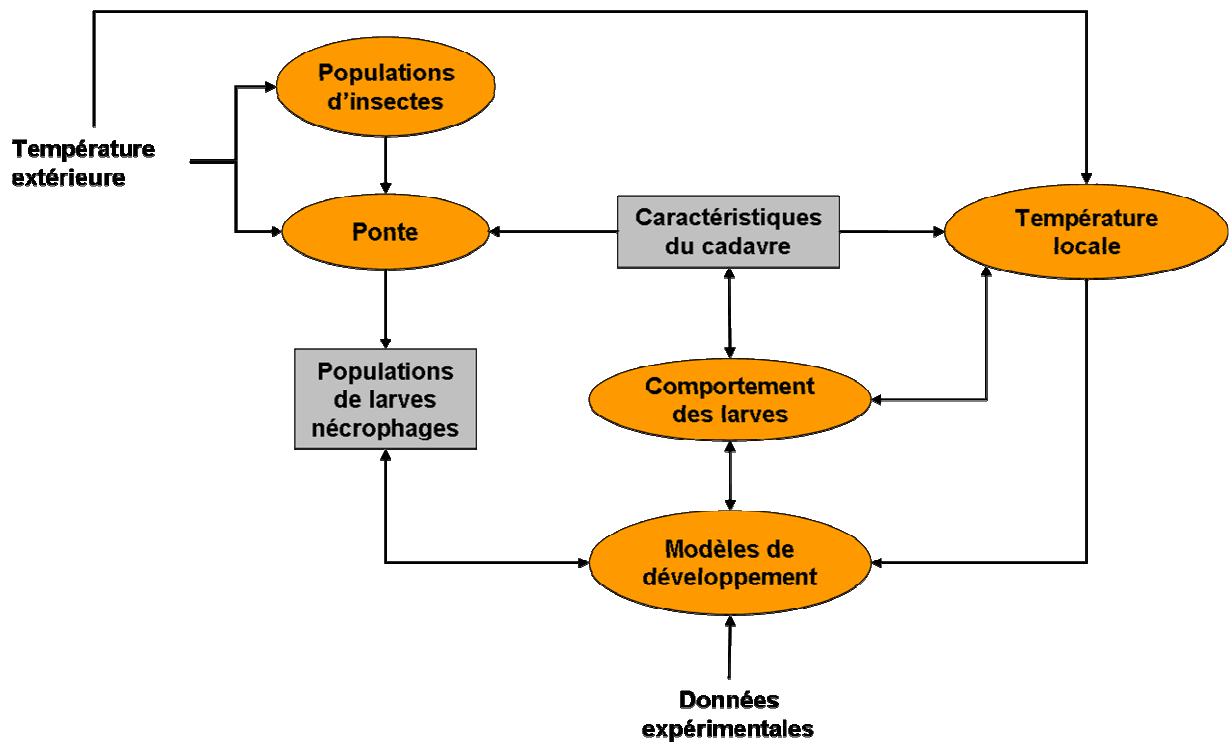 Populations
d'insectes
Température
extérieure
Ponte
Caractéristiques
du cadavre
Température
locale
Populations
de larves
nécrophages
Comportement
des larves
Modèles de
développement
Données
expérimentales